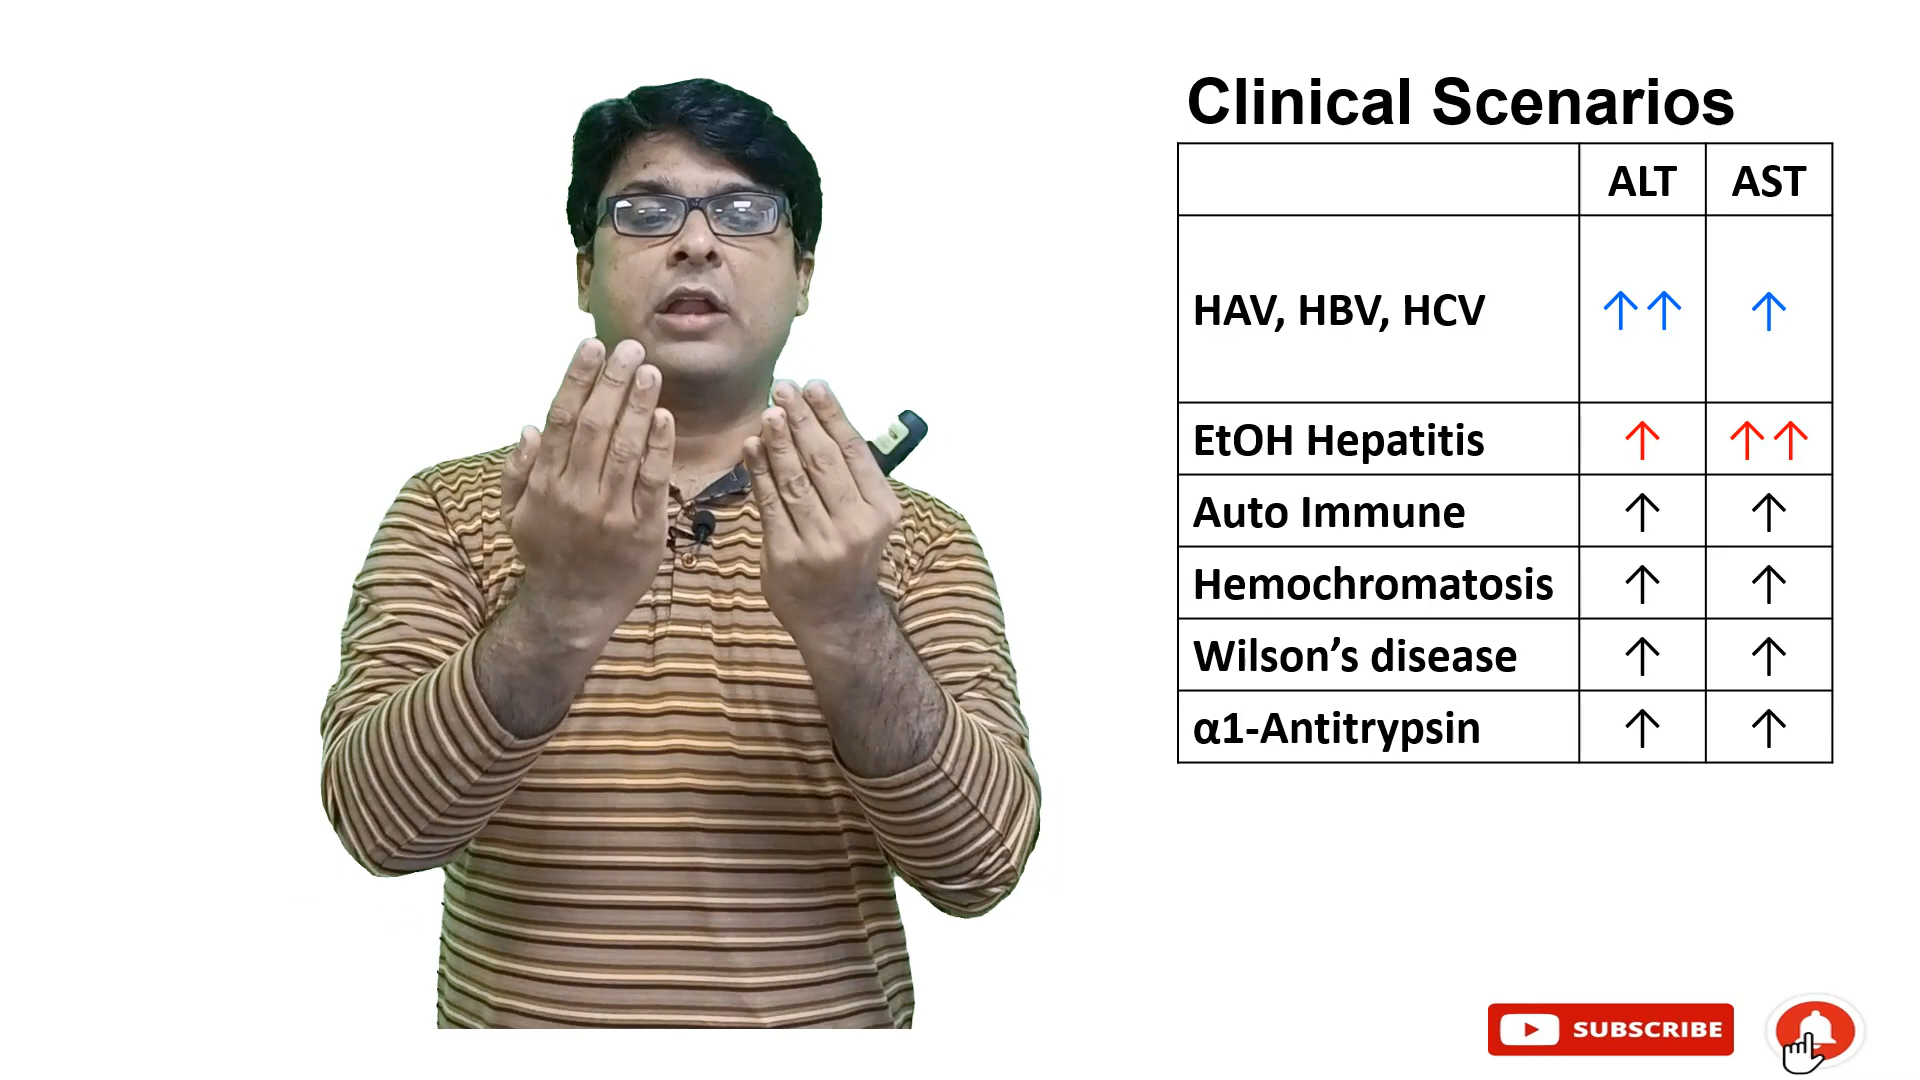 Clinical Scenarios
ALT AST
HAV, HBV, HCV ↑↑ ↑
EtOH Hepatitis ↑ ↑↑
Auto Immune ↑ ↑
Hemochromatosis ↑ ↑
Wilson’s disease ↑ ↑
α1-Antitrypsin ↑ ↑
SUBSCRIBE